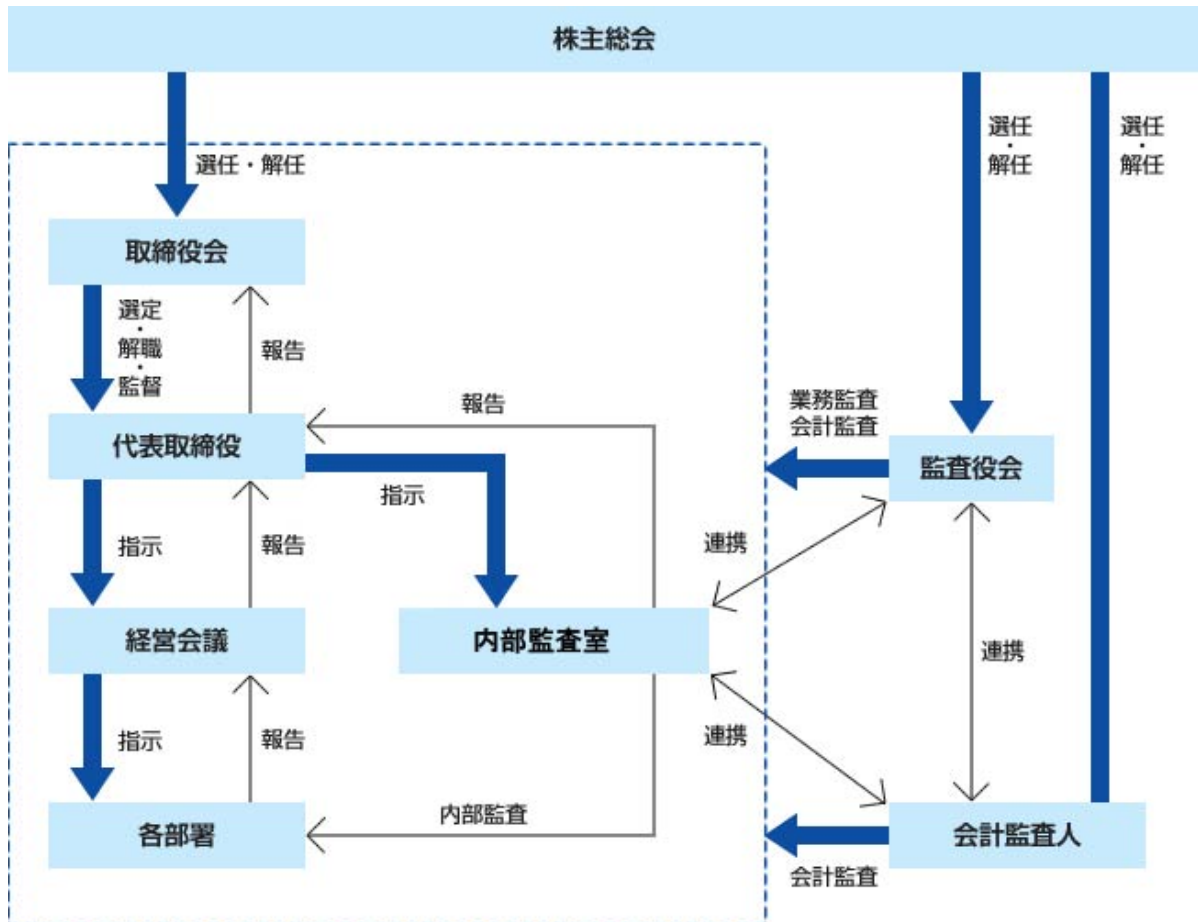 株主総会
選任・解任
選任・解任
選任・解任
取締役会
選定・解職・監督
報告
報告
業務監査
会計監査
代表取締役
指示
監査役会
指示
報告
連携
経営会議
内部監査室
連携
指示
報告
連携
各部署
内部監査
会計監査人
会計監査